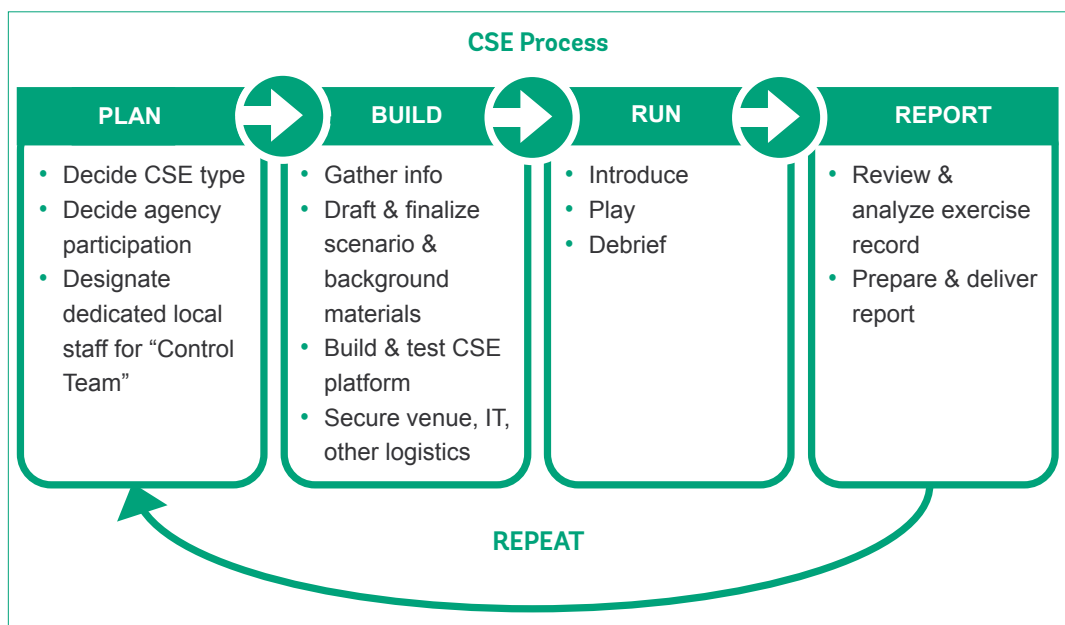 CSE Process
PLAN
• Decide CSE type
• Decide agency
participation
• Designate
dedicated local
staff for “Control
Team”
BUILD
• Gather info
• Draft & finalize
scenario &
background
materials
• Build & test CSE
platform
• Secure venue, IT,
other logistics
RUN
• Introduce
• Play
• Debrief
REPORT
• Review &
analyze exercise
record
• Prepare & deliver
report
REPEAT